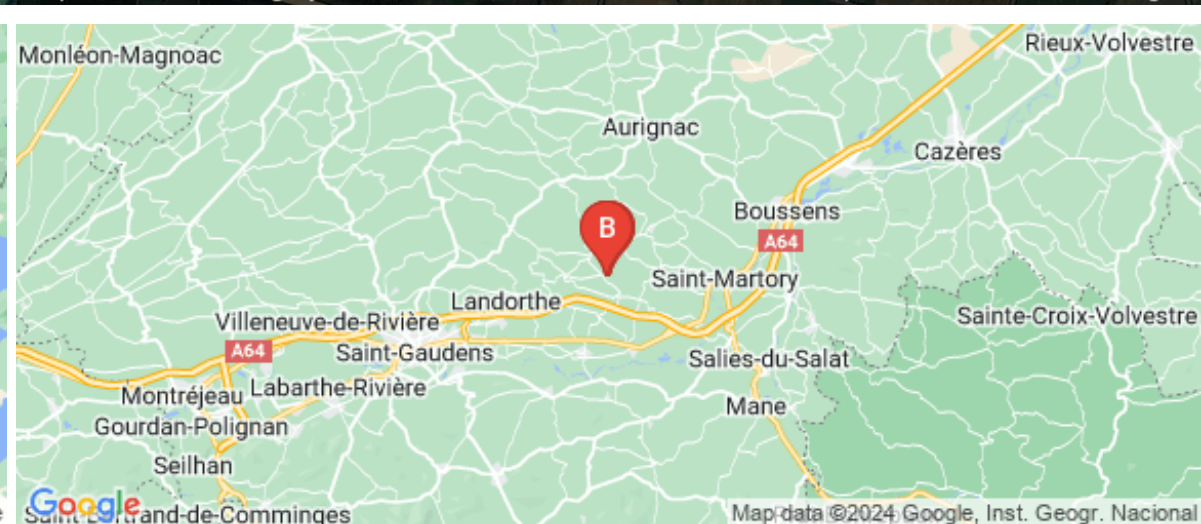 Monléon-Magnoac
Rieux-Volvestre
Aurignac
Cazères
Boussens
B
A64
Saint-Martory
Landorthe
Villeneuve-de-Rivière
Sainte-Croix-Volvestre
A64
Saint-Gaudens
Salies-du-Salat
Montréjeau
Labarthe-Rivière
Mane
Gourdan-Polignan
Seilhan
Google
Map data ©2024 Google, Inst. Geogr. Nacional